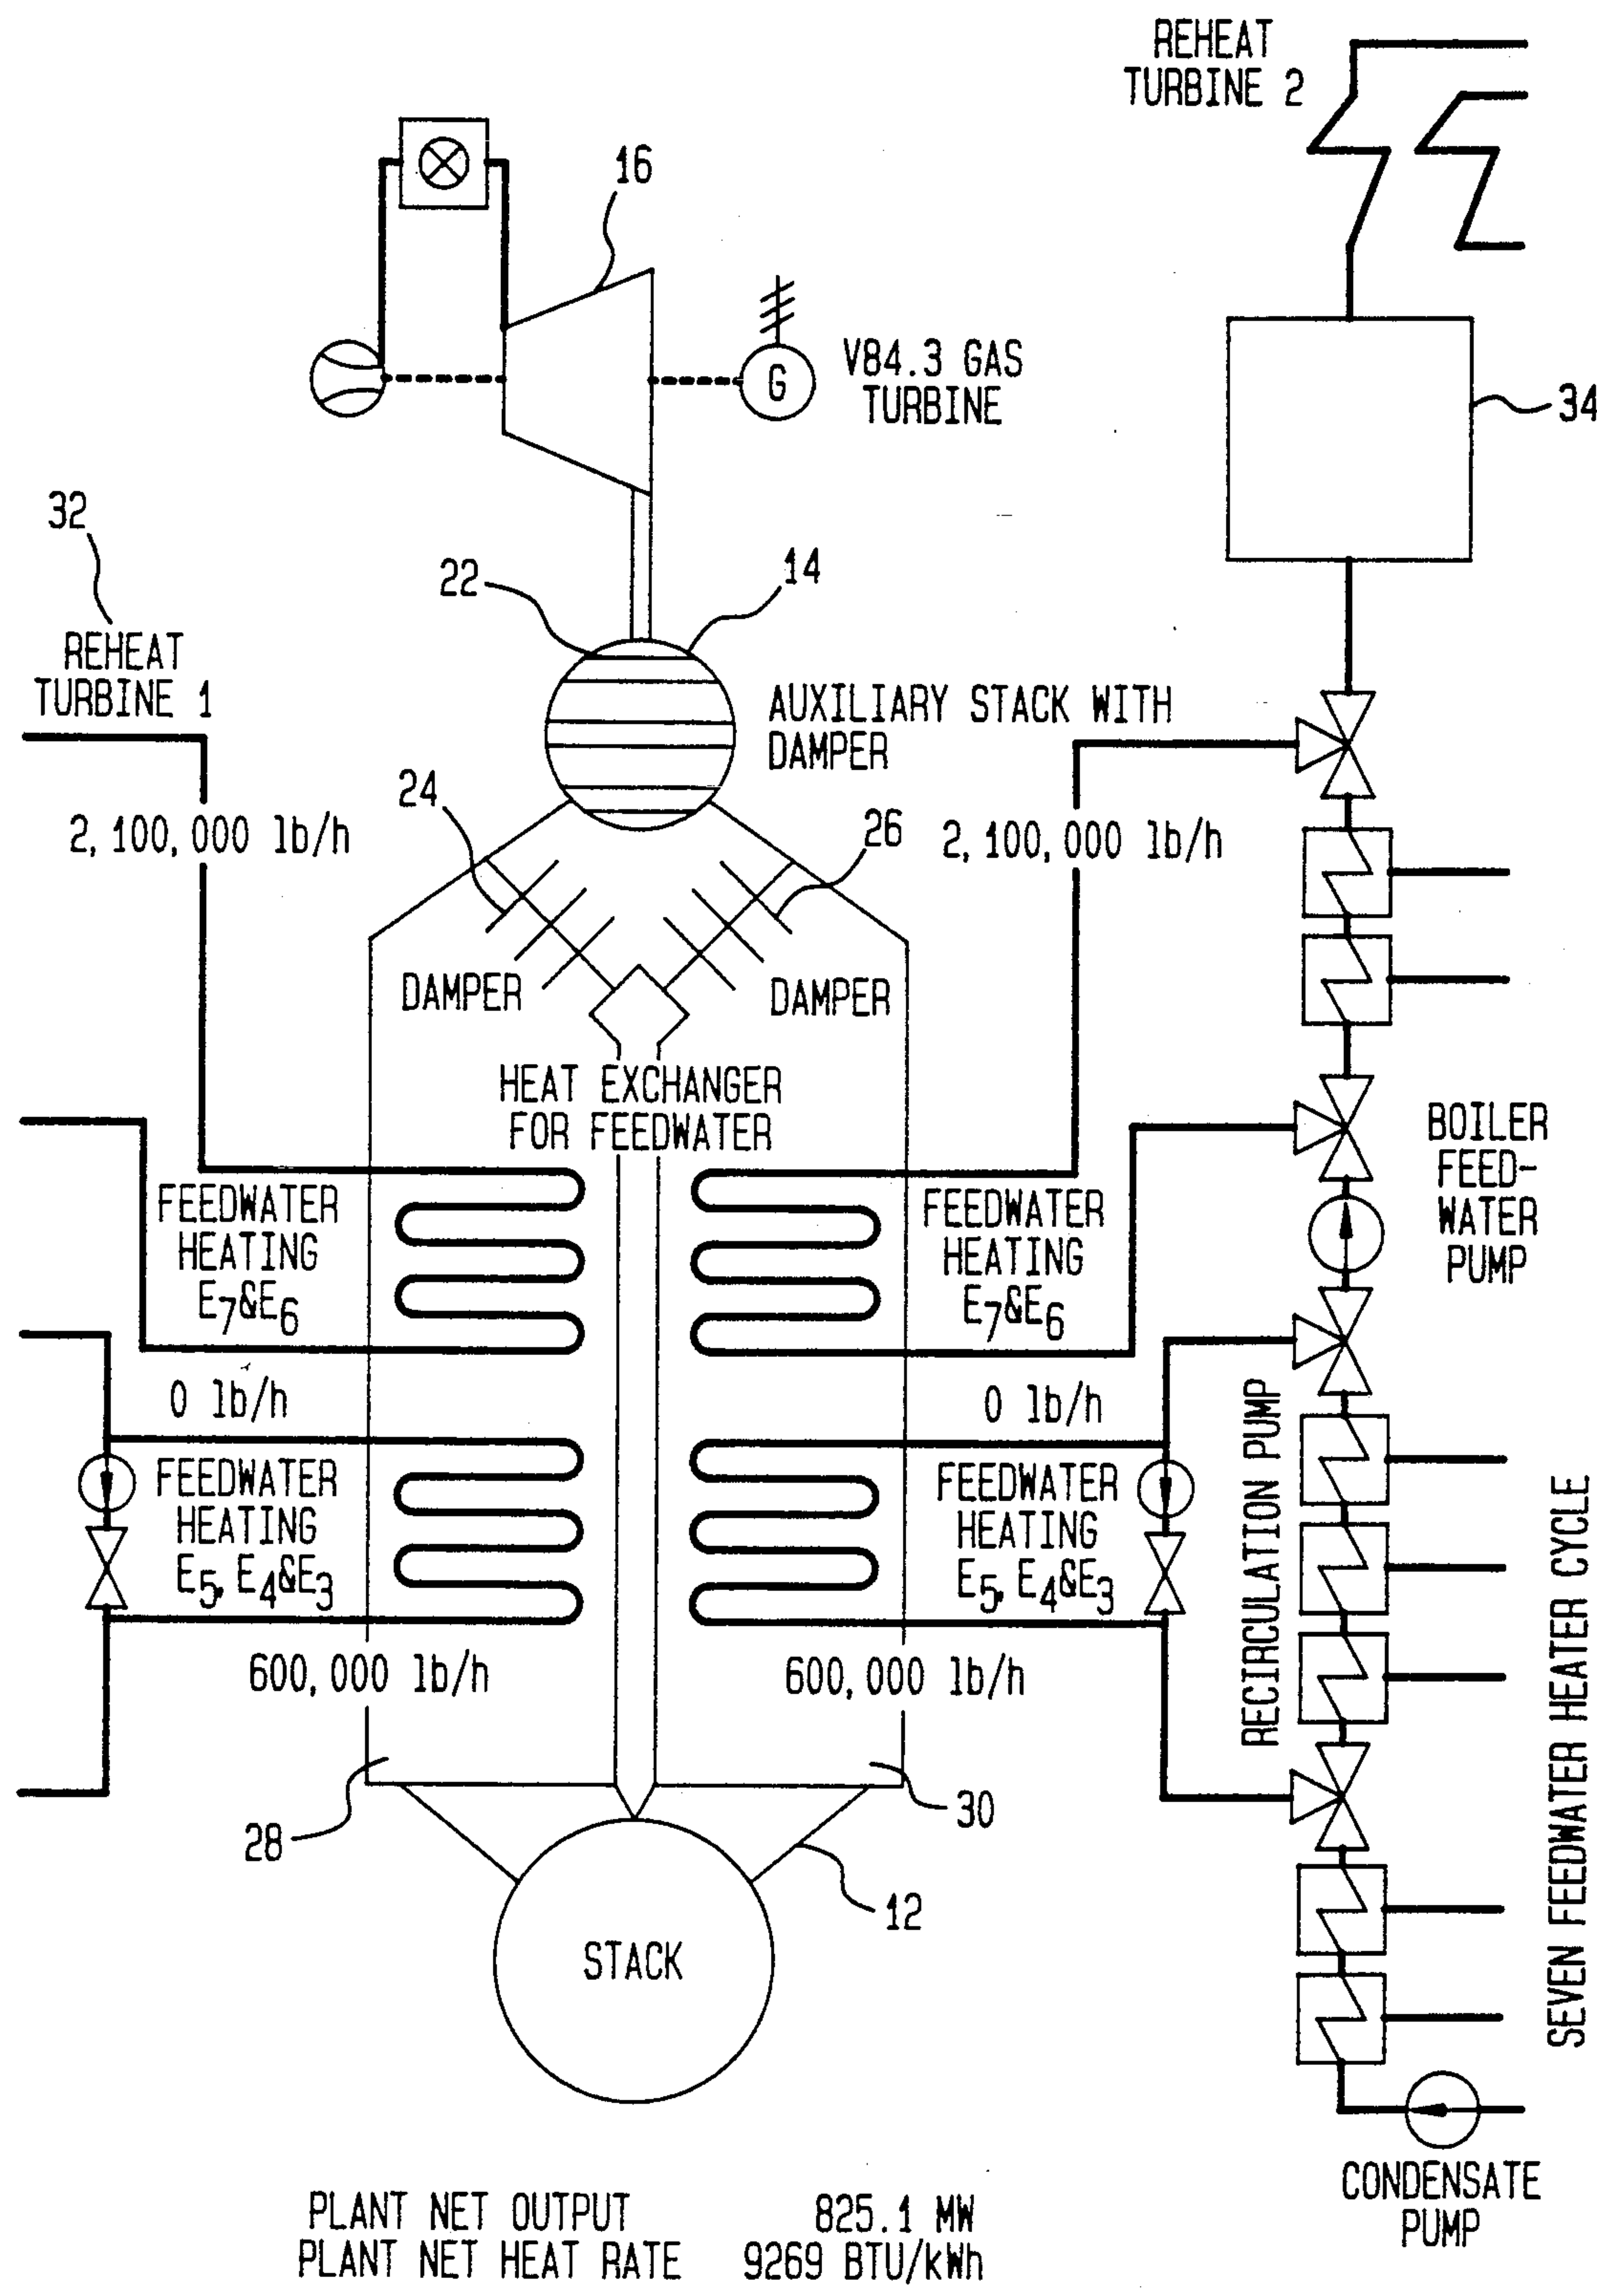 REHEAT
TURBINE 2
16
G
V84.3 GAS
TURBINE
34
32
REHEAT
TURBINE 1
22
14
AUXILIARY STACK WITH
DAMPER
24
26
2,100,000 lb/h
2,100,000 lb/h
DAMPER
DAMPER
HEAT EXCHANGER
FOR FEEDWATER
BOILER
FEED-
WATER
PUMP
FEEDWATER
HEATING
E7&E6
FEEDWATER
HEATING
E7&E6
0 lb/h
0 lb/h
FEEDWATER
HEATING
E5, E4&E3
FEEDWATER
HEATING
E5, E4&E3
RECIRCULATION PUMP
SEVEN FEEDWATER HEATER CYCLE
600,000 lb/h
600,000 lb/h
28
30
12
STACK
CONDENSATE
PUMP
PLANT NET OUTPUT 825.1 MW
PLANT NET HEAT RATE 9269 BTU/kWh